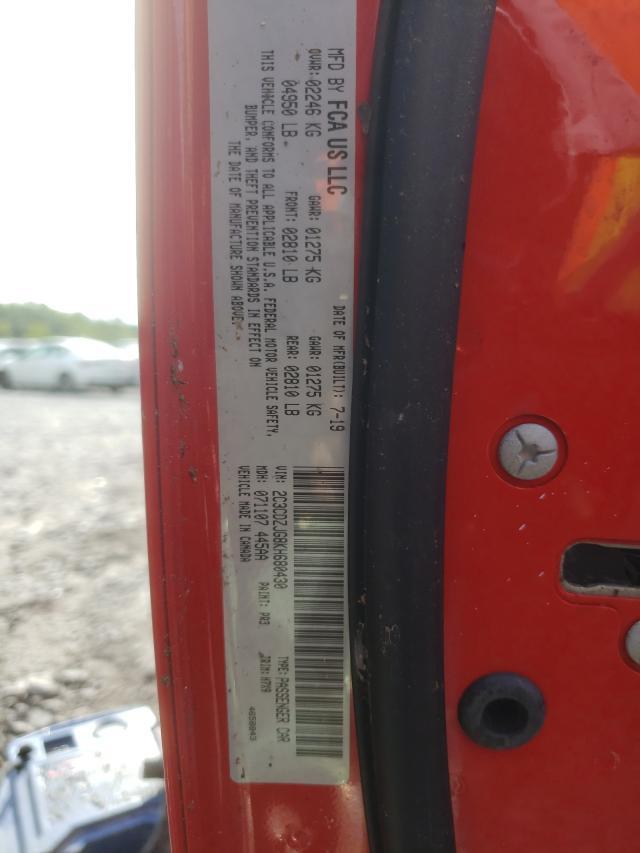 MFD BY FCA US LLC
DATE OF MFR(BUILT): 7-19
GVWR:02246 KG GAWR: 01275 KG GAWR: 01275 KG
04950 LB FRONT: 02810 LB REAR: 02810 LB
THIS VEHICLE CONFORMS TO ALL APPLICABLE U.S.A. FEDERAL MOTOR VEHICLE SAFETY,
BUMPER, AND THEFT PREVENTION STANDARDS IN EFFECT ON
THE DATE OF MANUFACTURE SHOWN ABOVE
VIN: 2C3CDZJG8KH680430 TYPE: PASSENGER CAR
MDH: 071107 445AA PAINT: PR3 TRIM: H7X9
VEHICLE MADE IN CANADA